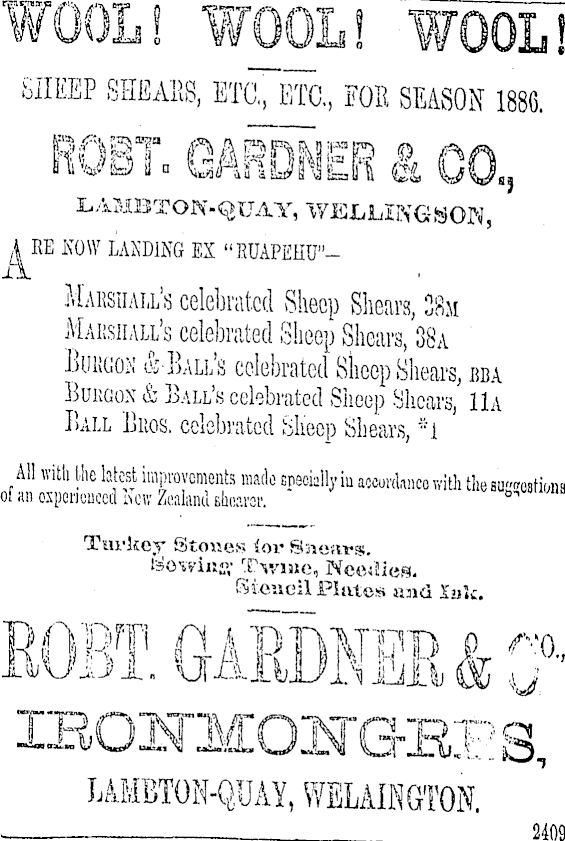 WOOL! WOOL! WOOL!
SHEEP SHEARS, ETC., ETC., FOR SEASON 1886.
ROBT. GARDNER & CO.,
LAMBTON-QUAY, WELLINGSON,
ARE NOW LANDING EX "RUAPEHU"—
MARSHALL'S celebrated Sheep Shears, 38M
MARSHALL'S celebrated Sheep Shears, 38A
BURGON & BALL'S celebrated Sheep Shears, BBA
BURGON & BALL'S celebrated Sheep Shears, 11A
BALL BROS. celebrated Sheep Shears, *1
All with the latest improvements made specially in accordance with the suggestions
of an experienced New Zealand shearer.
Turkey Stones for Shears.
Sewing Twine, Needles.
Stencil Plates and Ink.
ROBT. GARDNER & CO.,
IRONMONGRRS,
LAMBTON-QUAY, WELAINGTON.
2409